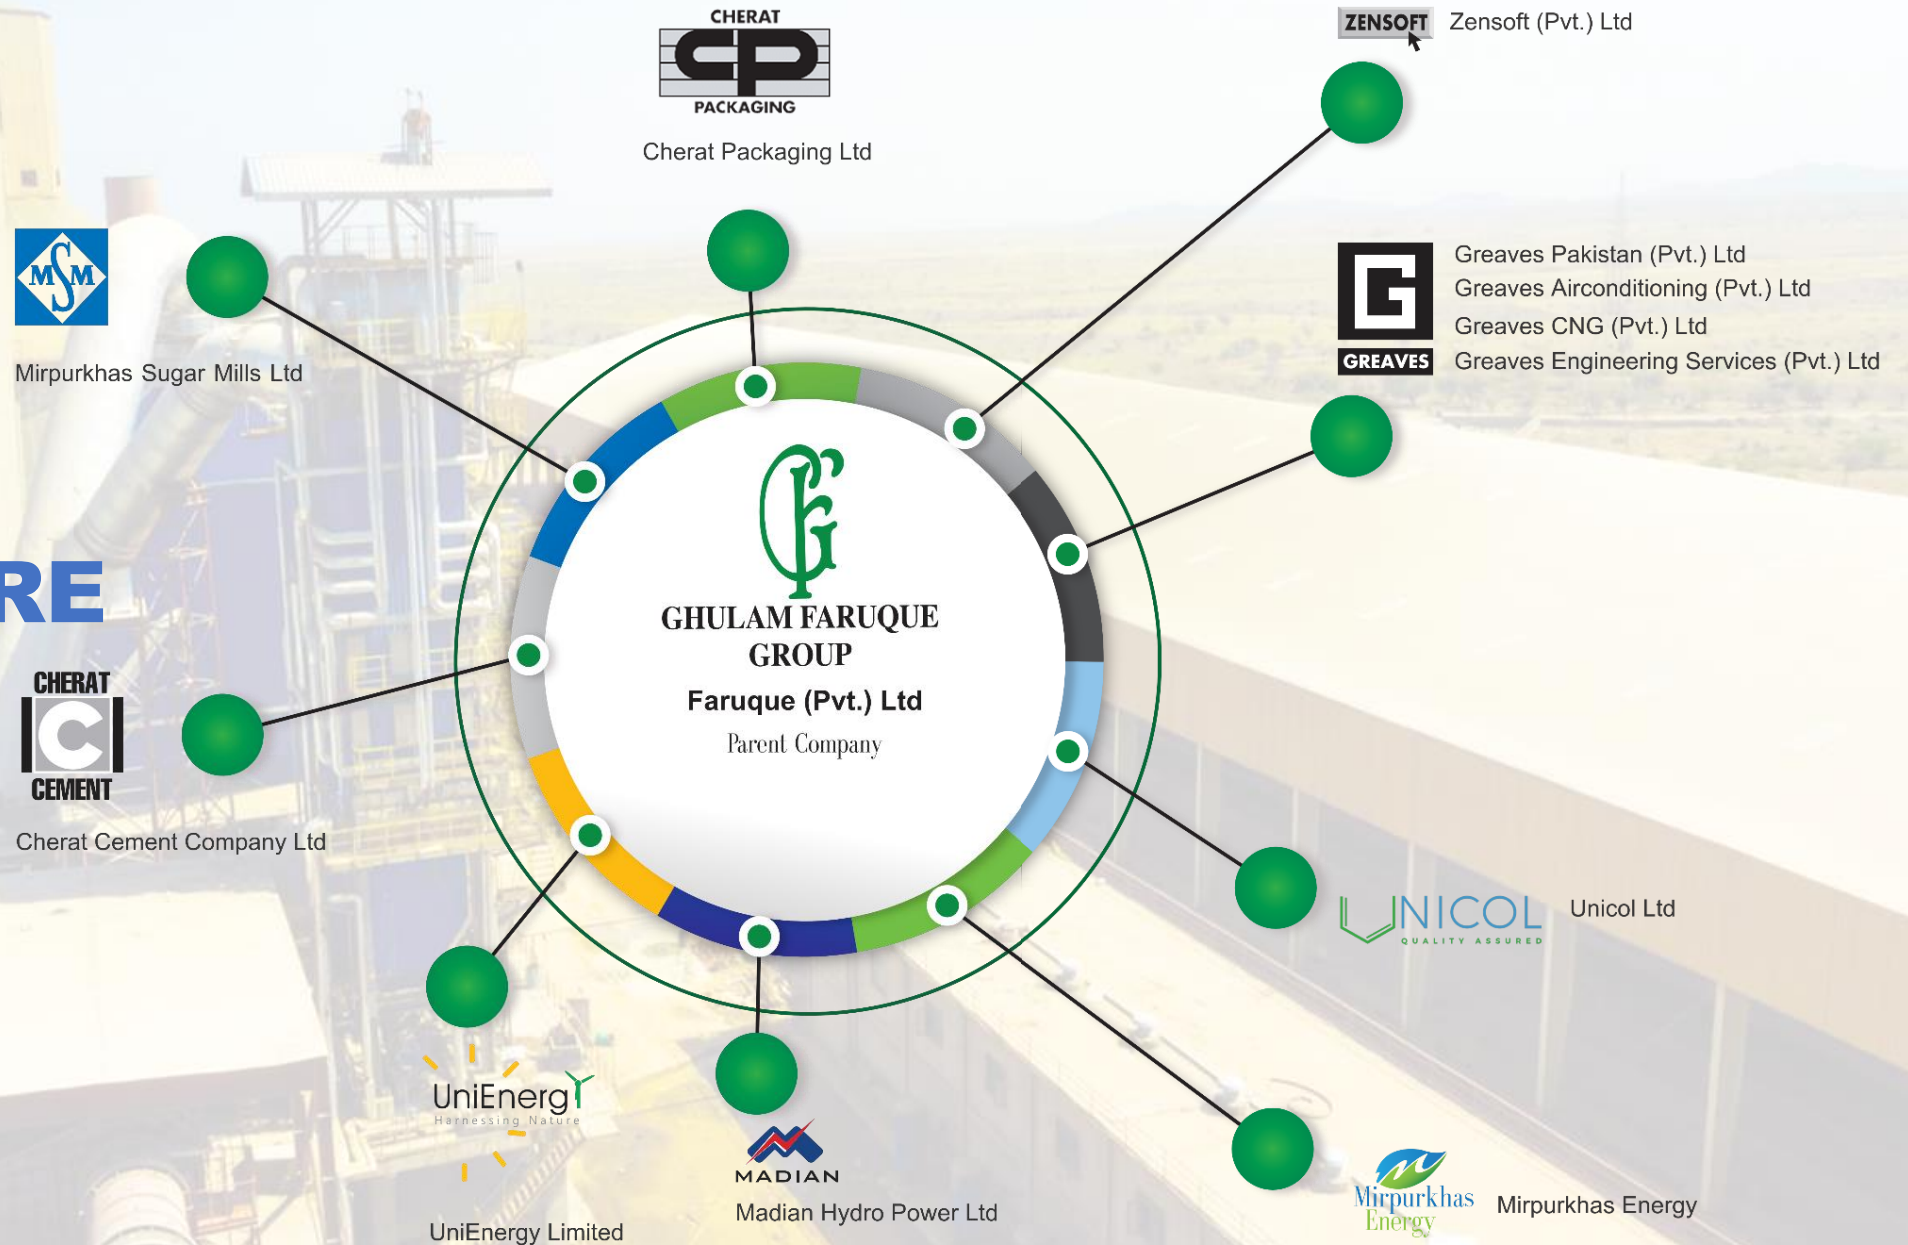 CHERAT
CP
PACKAGING
Cherat Packaging Ltd
ZENSOFT
Zensoft (Pvt.) Ltd
MSM
Mirpurkhas Sugar Mills Ltd
G
GREAVES
Greaves Pakistan (Pvt.) Ltd
Greaves Airconditioning (Pvt.) Ltd
Greaves CNG (Pvt.) Ltd
Greaves Engineering Services (Pvt.) Ltd
GFG
GHULAM FARUQUE
GROUP
Faruque (Pvt.) Ltd
Parent Company
RE
CHERAT
C
CEMENT
Cherat Cement Company Ltd
UNICOL
QUALITY ASSURED
Unicol Ltd
UniEnergy
Harnessing Nature
UniEnergy Limited
MADIAN
Madian Hydro Power Ltd
Mirpurkhas
Energy
Mirpurkhas Energy